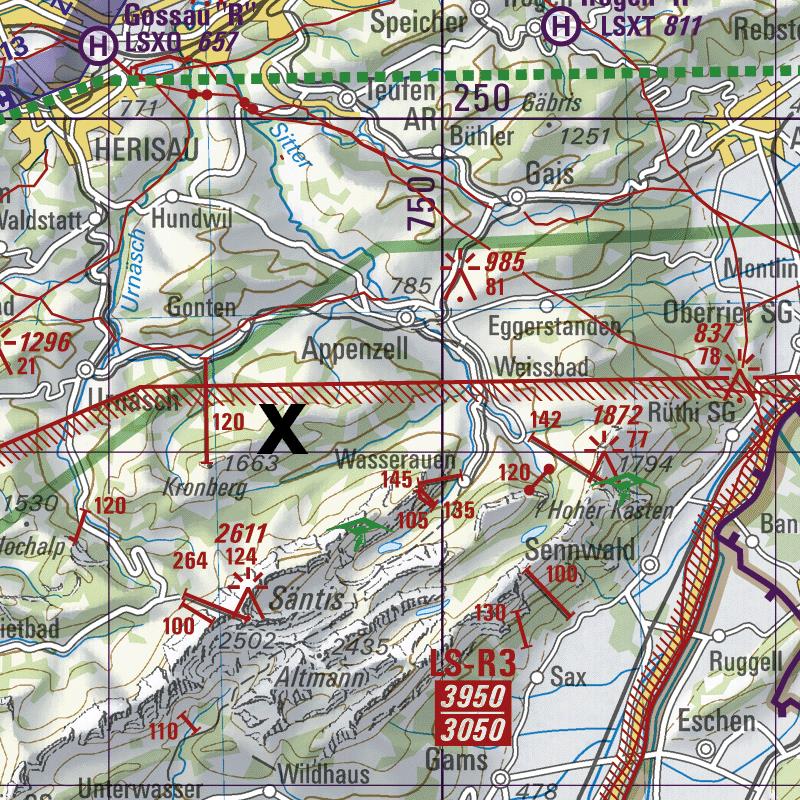 Gossau "R"
LSXO 657
H
Speicher
H
LSXT 811
Rebst
13
Teufen
AR
250
Gäbris
1251
771
HERISAU
Sitter
Bühler
Gais
750
Waldstatt
Hundwil
Urnäsch
985
81
Montlin
785
Gonten
Eggerstanden
Oberriet SG
837
78
1296
21
Appenzell
Weissbad
Urnäsch
120
X
142
1872
77
Rüthi SG
1663
Kronberg
Wasserauen
145
120
1794
1530
120
105
135
Hoher Kasten
Hochalp
Ban
2611
124
264
Sennwald
100
Säntis
100
2502
2435
130
Altmann
LS-R3
3950
3050
Sax
Ruggell
110
Eschen
Gams
Unterwasser
Wildhaus
478